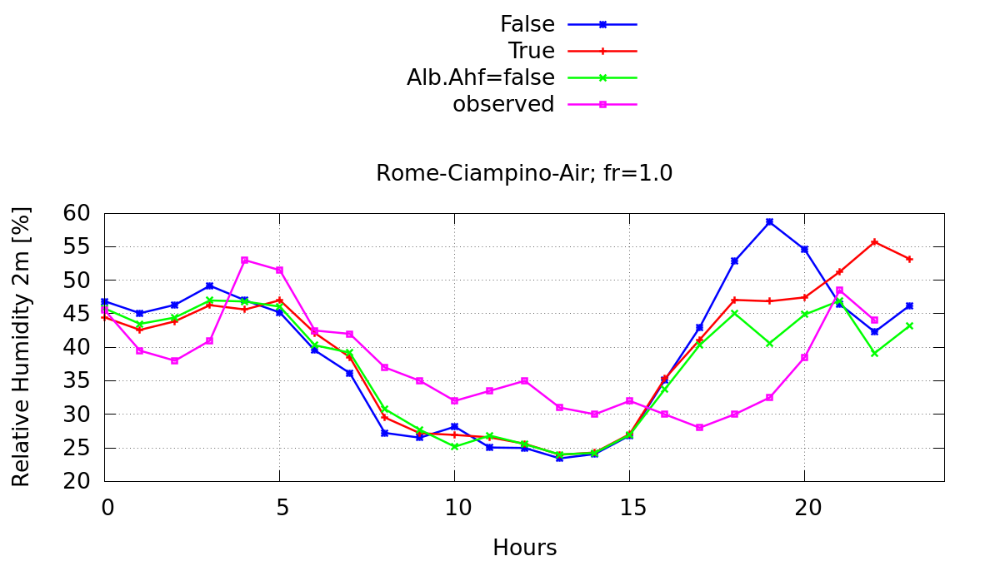 False
True
Alb.Ahf=false
observed
Rome-Ciampino-Air; fr=1.0
Relative Humidity 2m [%]
60
55
50
45
40
35
30
25
20
0 5 10 15 20
Hours